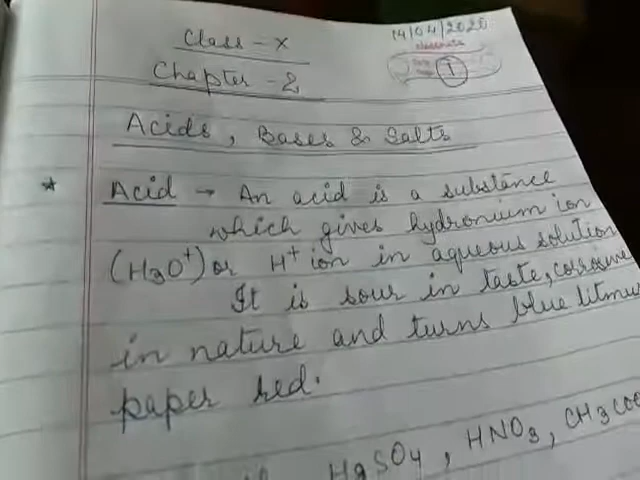 Class - X
14/04/2020
Chapter - 2
1
Acids, Bases & Salts
* Acid → An acid is a substance
which gives hydronium ion
(H3O+) or H+ ion in aqueous solution
It is sour in taste, corrosive
in nature and turns blue litmus
paper red.
HNO3, CH3COO